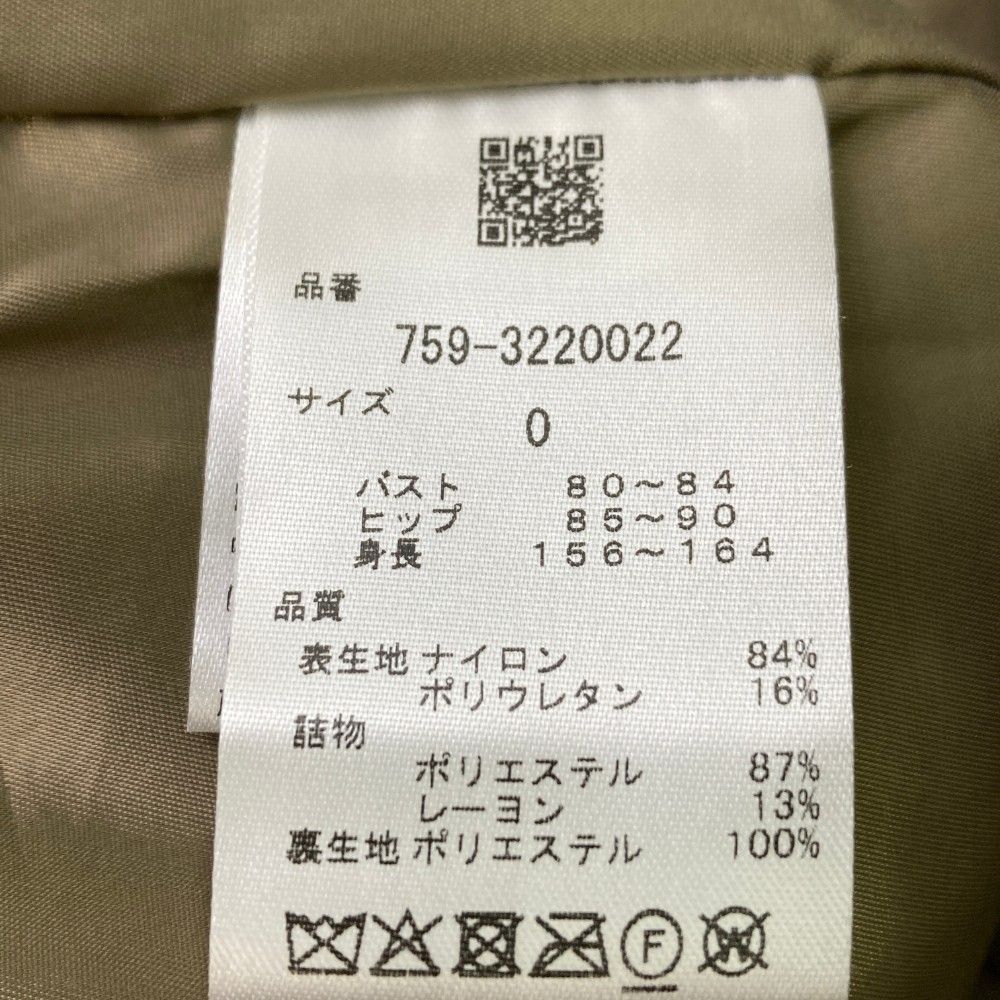 品番
759-3220022
サイズ
0
バスト 80～84
ヒップ 85～90
身長 156～164
品質
表生地 ナイロン 84%
ポリウレタン 16%
詰物
ポリエステル 87%
レーヨン 13%
裏生地 ポリエステル 100%
F
W